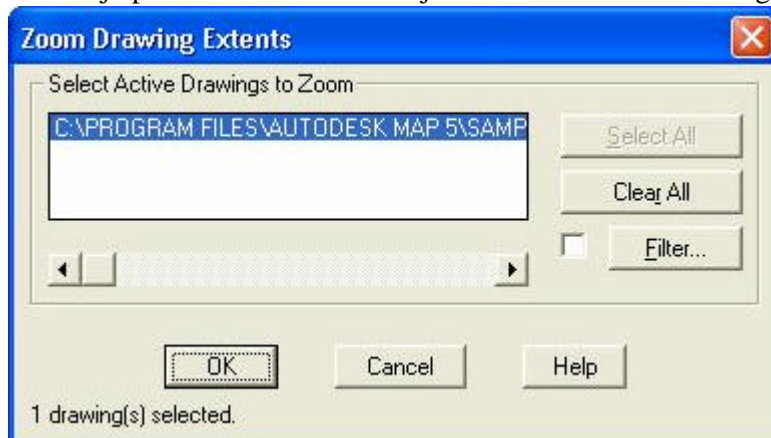 Zoom Drawing Extents
Select Active Drawings to Zoom
C:\PROGRAM FILES\AUTODESK MAP 5\SAMP
Select All
Clear All
Filter...
OK
Cancel
Help
1 drawing(s) selected.